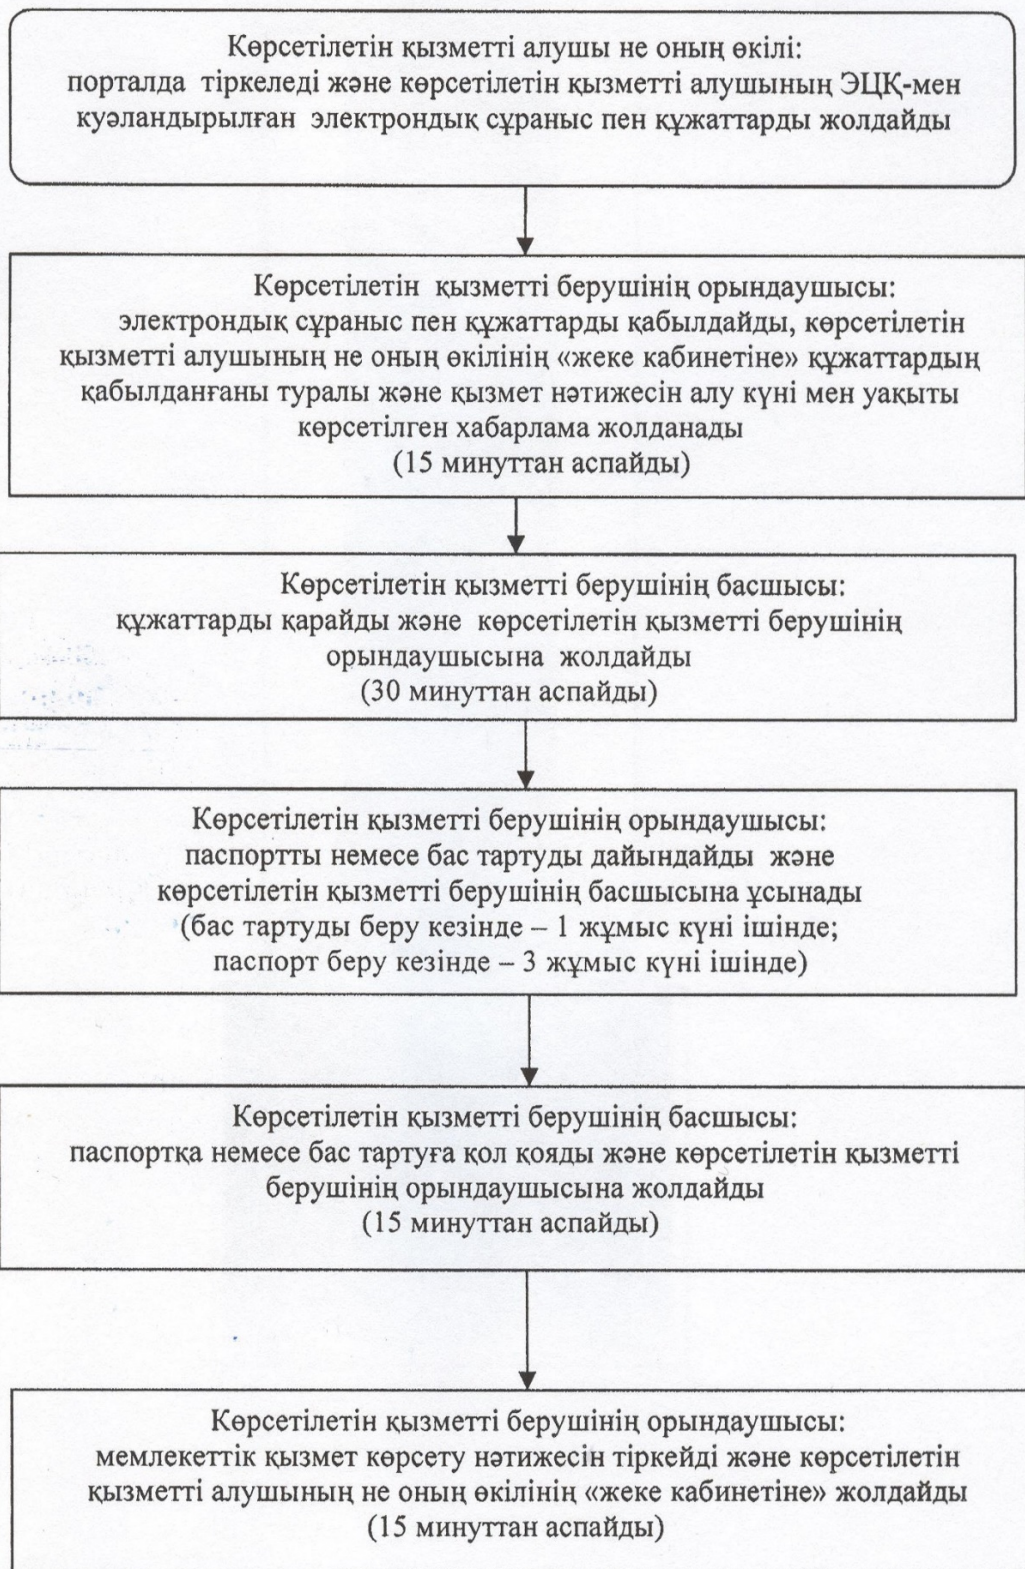 Көрсетілетін қызметті алушы не оның өкілі:
порталда тіркеледі және көрсетілетін қызметті алушының ЭЦҚ-мен
куәландырылған электрондық сұраныс пен құжаттарды жолдайды
Көрсетілетін қызметті берушінің орындаушысы:
электрондық сұраныс пен құжаттарды қабылдайды, көрсетілетін
қызметті алушының не оның өкілінің «жеке кабинетіне» құжаттардың
қабылданғаны туралы және қызмет нәтижесін алу күні мен уақыты
көрсетілген хабарлама жолданады
(15 минуттан аспайды)
Көрсетілетін қызметті берушінің басшысы:
құжаттарды қарайды және көрсетілетін қызметті берушінің
орындаушысына жолдайды
(30 минуттан аспайды)
Көрсетілетін қызметті берушінің орындаушысы:
паспортты немесе бас тартуды дайындайды және
көрсетілетін қызметті берушінің басшысына ұсынады
(бас тартуды беру кезінде – 1 жұмыс күні ішінде;
паспорт беру кезінде – 3 жұмыс күні ішінде)
Көрсетілетін қызметті берушінің басшысы:
паспортқа немесе бас тартуға қол қояды және көрсетілетін қызметті
берушінің орындаушысына жолдайды
(15 минуттан аспайды)
Көрсетілетін қызметті берушінің орындаушысы:
мемлекеттік қызмет көрсету нәтижесін тіркейді және көрсетілетін
қызметті алушының не оның өкілінің «жеке кабинетіне» жолдайды
(15 минуттан аспайды)